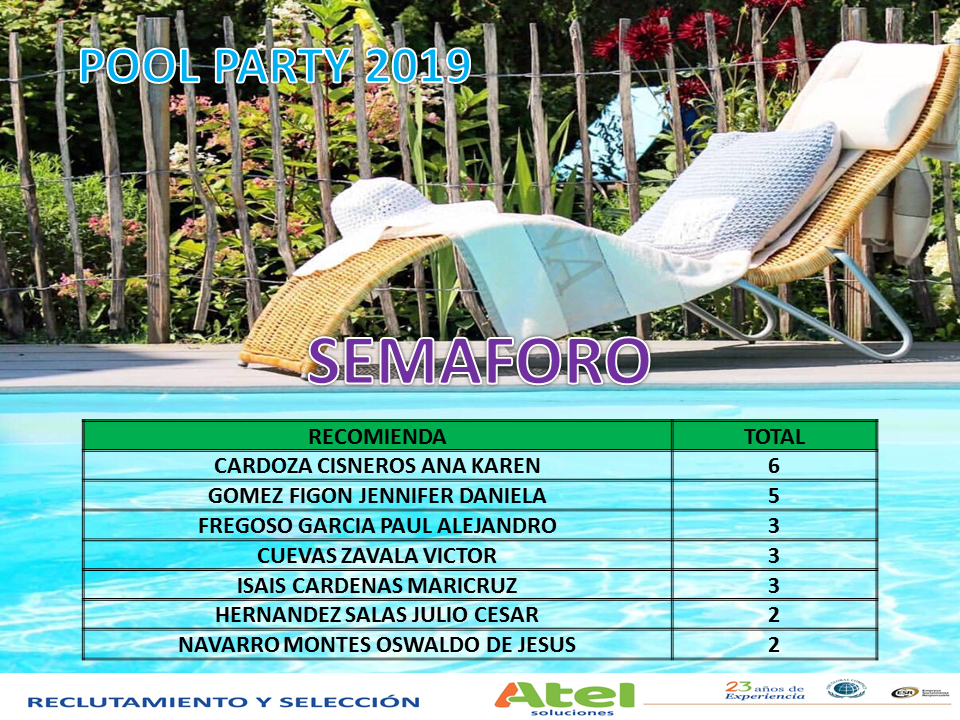 POOL PARTY 2019
SEMAFORO
RECOMIENDA TOTAL
CARDOZA CISNEROS ANA KAREN 6
GOMEZ FIGON JENNIFER DANIELA 5
FREGOSO GARCIA PAUL ALEJANDRO 3
CUEVAS ZAVALA VICTOR 3
ISAIS CARDENAS MARICRUZ 3
HERNANDEZ SALAS JULIO CESAR 2
NAVARRO MONTES OSWALDO DE JESUS 2
RECLUTAMIENTO Y SELECCIÓN
Atel
soluciones
23 años de
Experiencia
ESR